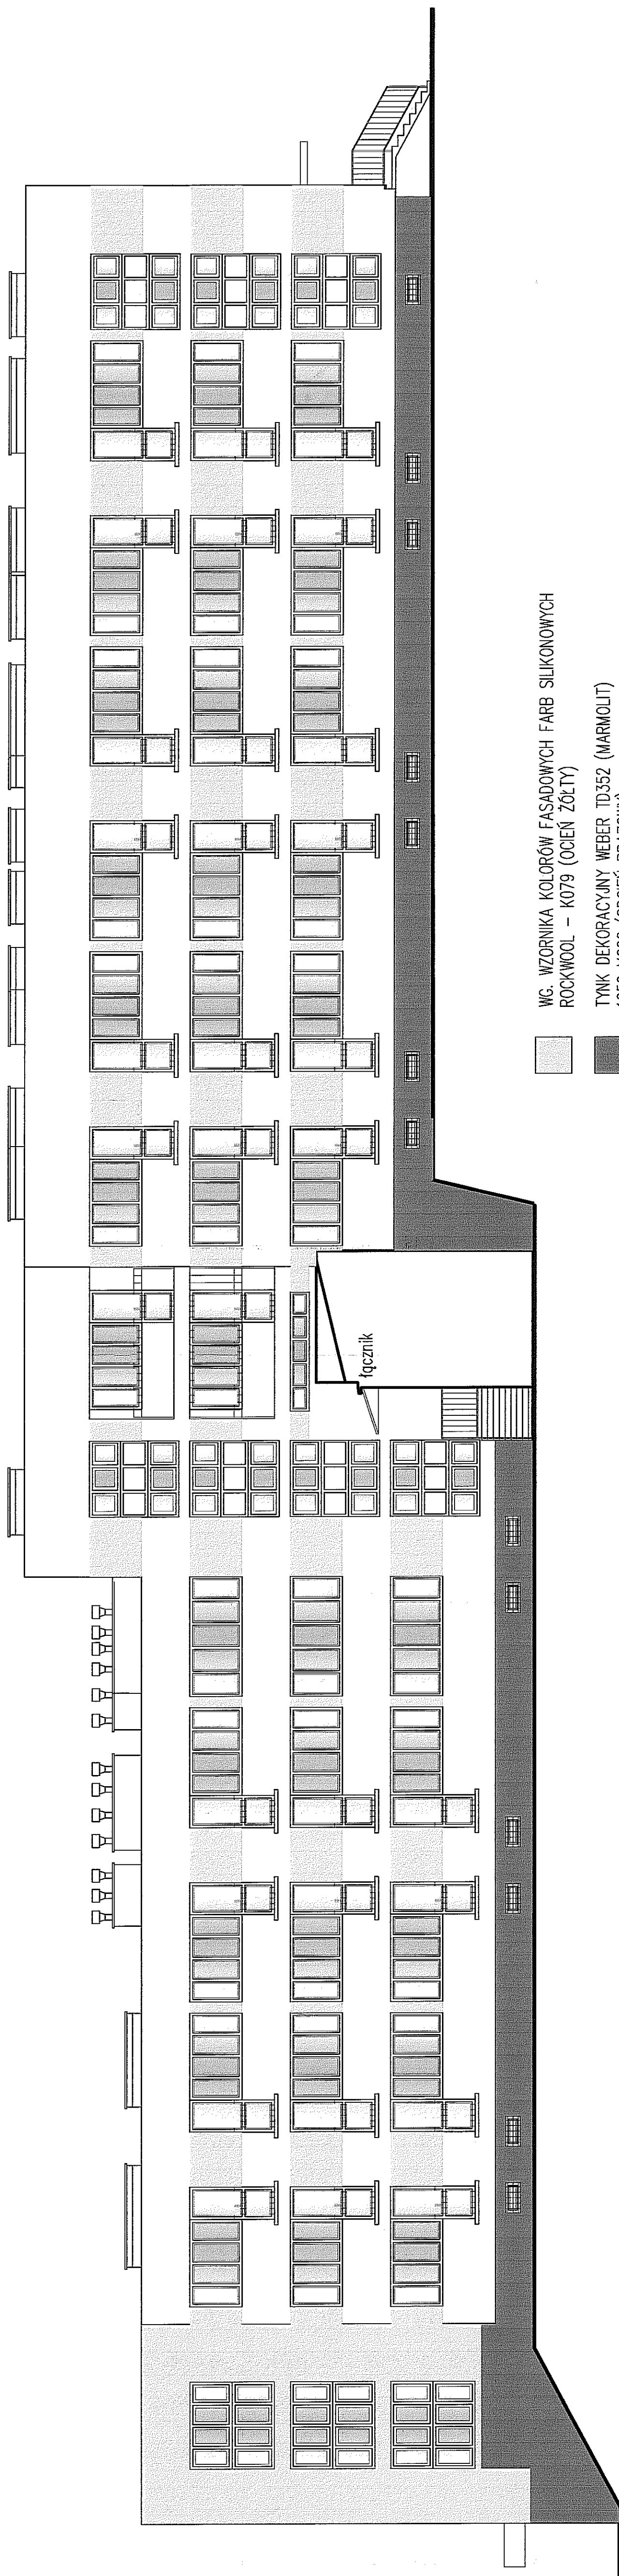 łącznik
WG. WZORNIKA KOLORÓW FASADOWYCH FARB SILIKONOWYCH
ROCKWOOL – K079 (OCIEŃ ŻÓŁTY)
TYNK DEKORACYJNY WEBER TD352 (MARMOLIT)